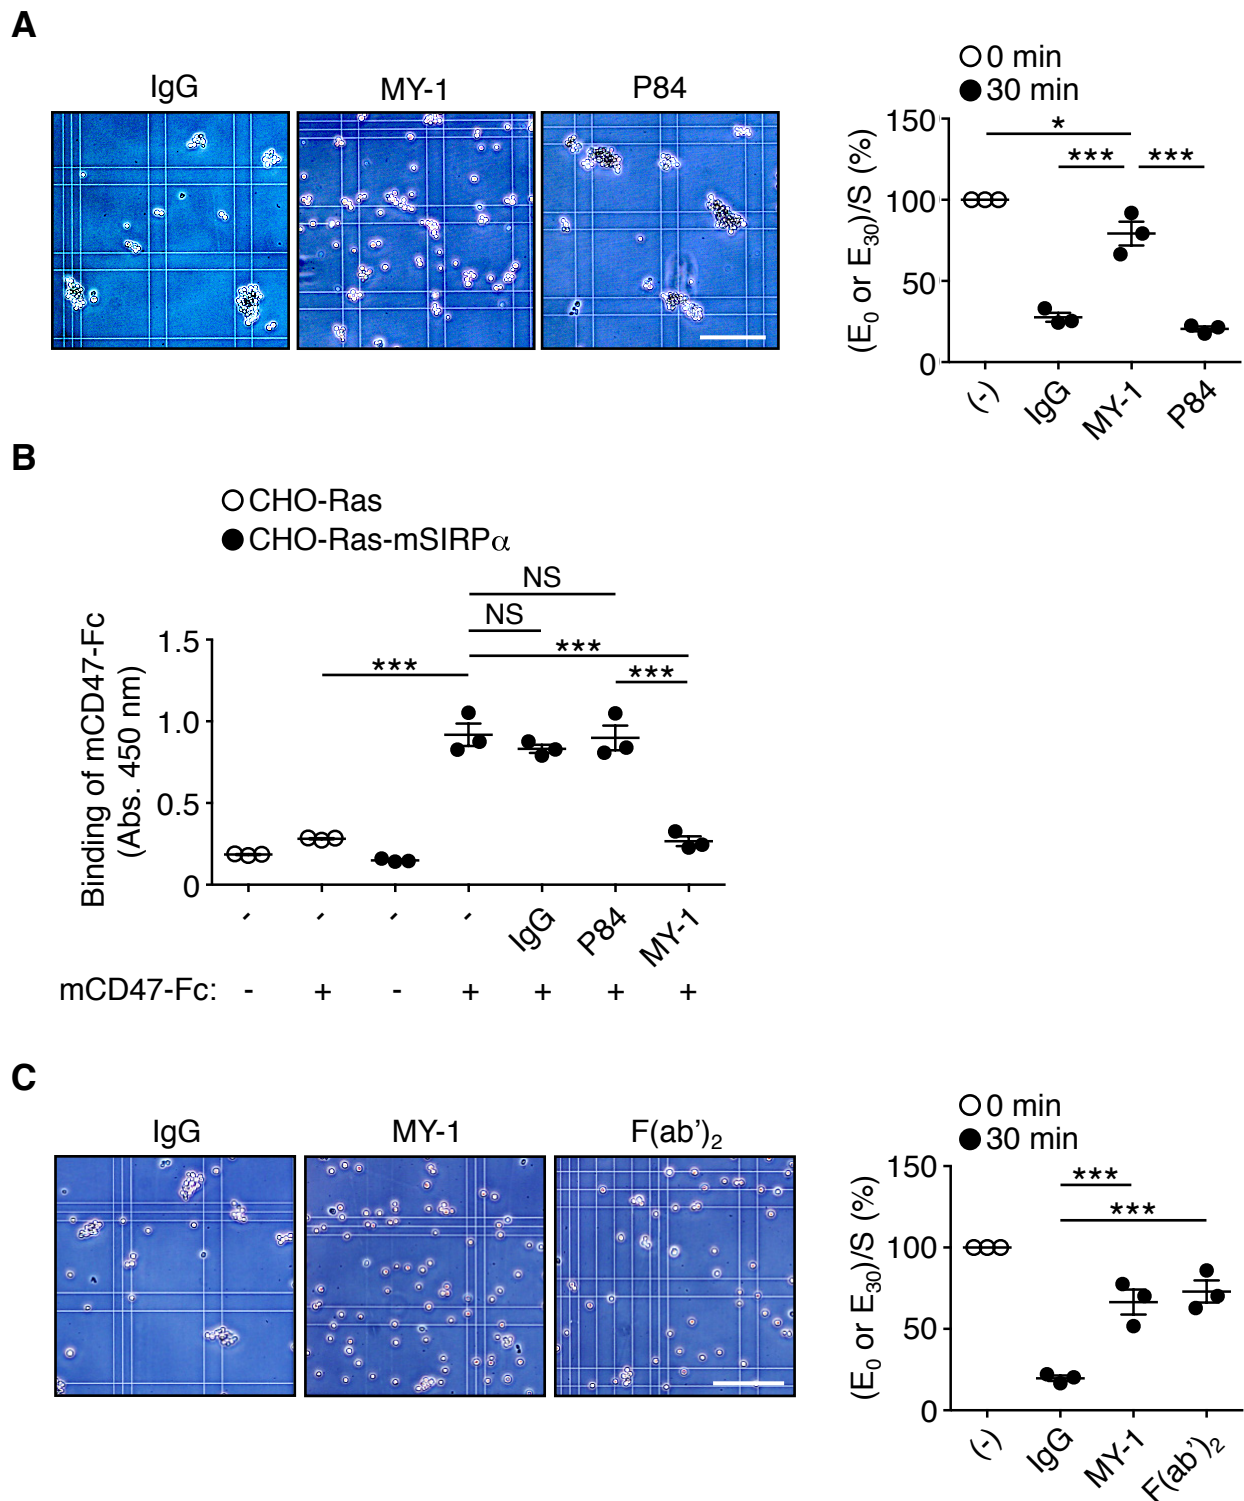 A
IgG
MY-1
P84
0 min
30 min
(E0 or E30)/S (%)
150
100
50
0
*
*** ***
(-)
IgG
MY-1
P84
B
CHO-Ras
CHO-Ras-mSIRPα
Binding of mCD47-Fc
(Abs. 450 nm)
1.5
1.0
0.5
0
NS
NS
***
***
***
- - - - IgG P84 MY-1
mCD47-Fc: - + - + + + +
C
IgG
MY-1
F(ab’)2
0 min
30 min
(E0 or E30)/S (%)
150
100
50
0
***
***
(-)
IgG
MY-1
F(ab’)2